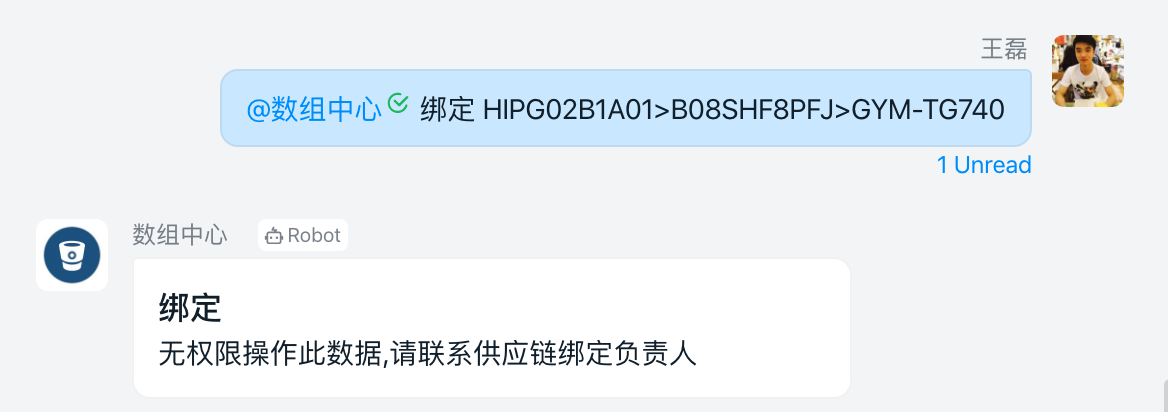 王磊
@数组中心 绑定 HIPG02B1A01>B08SHF8PFJ>GYM-TG740
1 Unread
数组中心 Robot
绑定
无权限操作此数据,请联系供应链绑定负责人